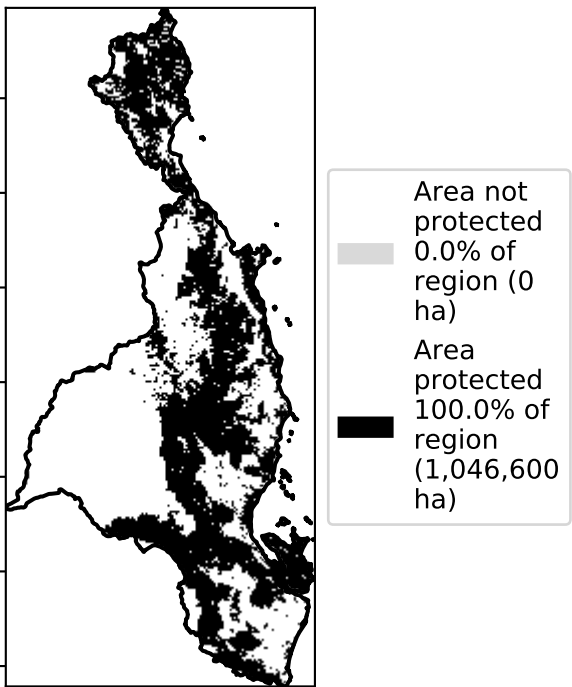 Area not
protected
0.0% of
region (0
ha)
Area
protected
100.0% of
region
(1,046,600
ha)